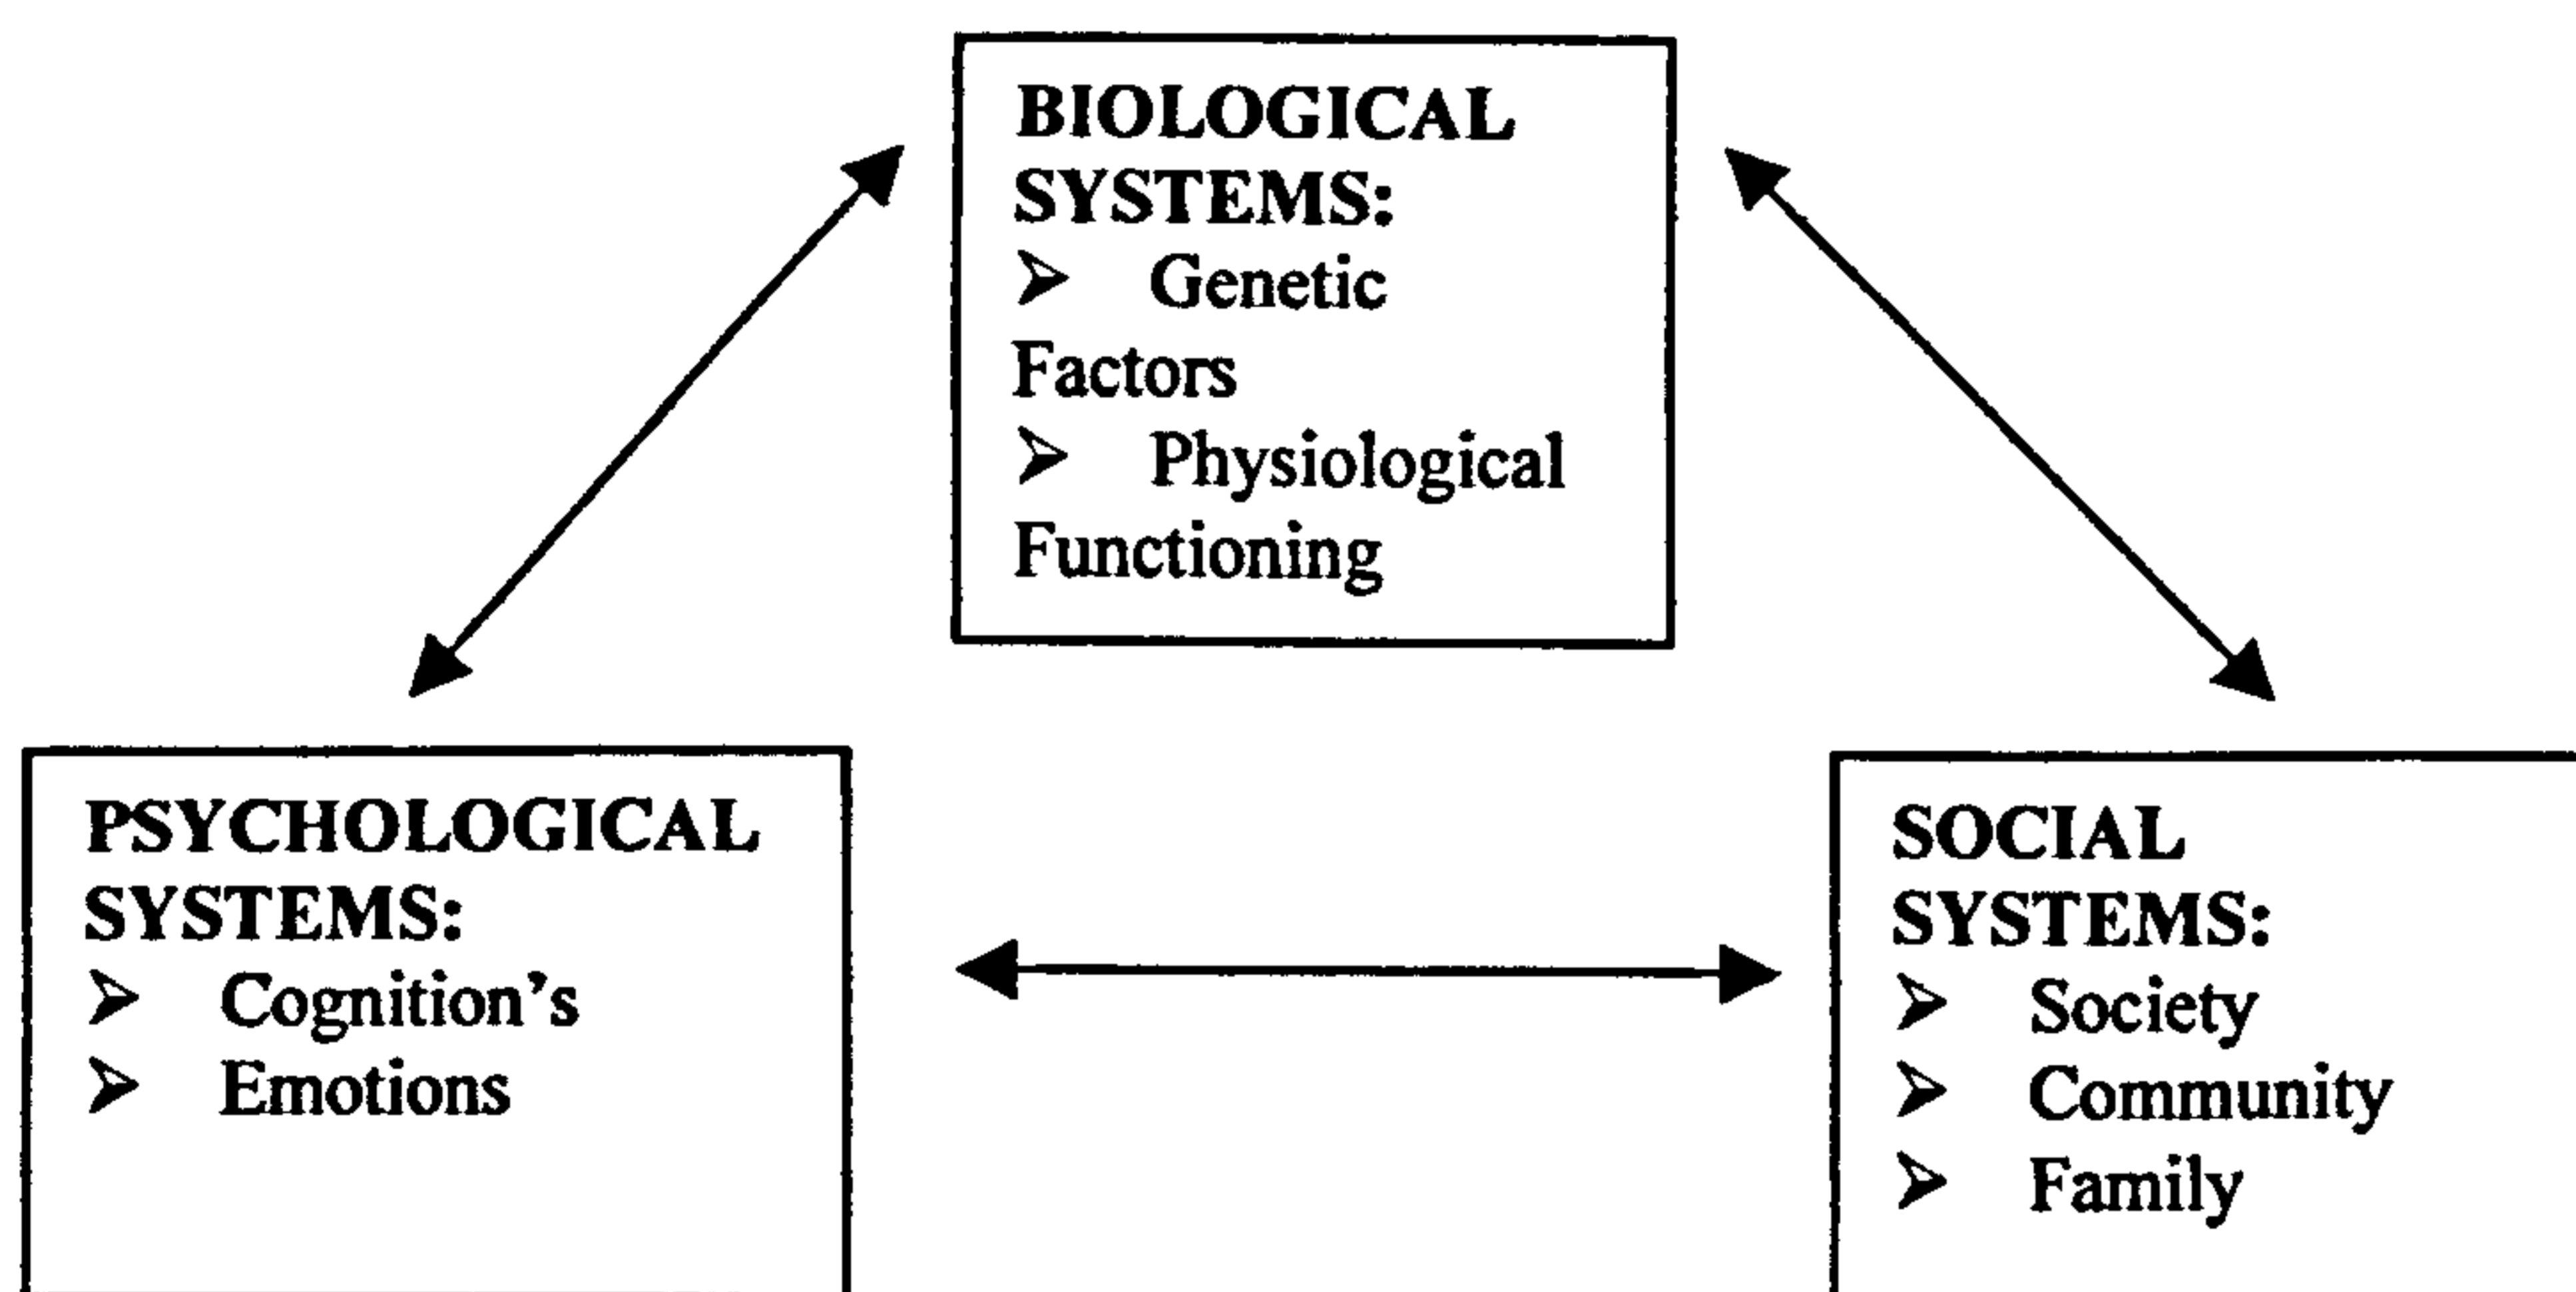 BIOLOGICAL
SYSTEMS:
➢ Genetic
Factors
➢ Physiological
Functioning
PSYCHOLOGICAL
SYSTEMS:
➢ Cognition's
➢ Emotions
SOCIAL
SYSTEMS:
➢ Society
➢ Community
➢ Family